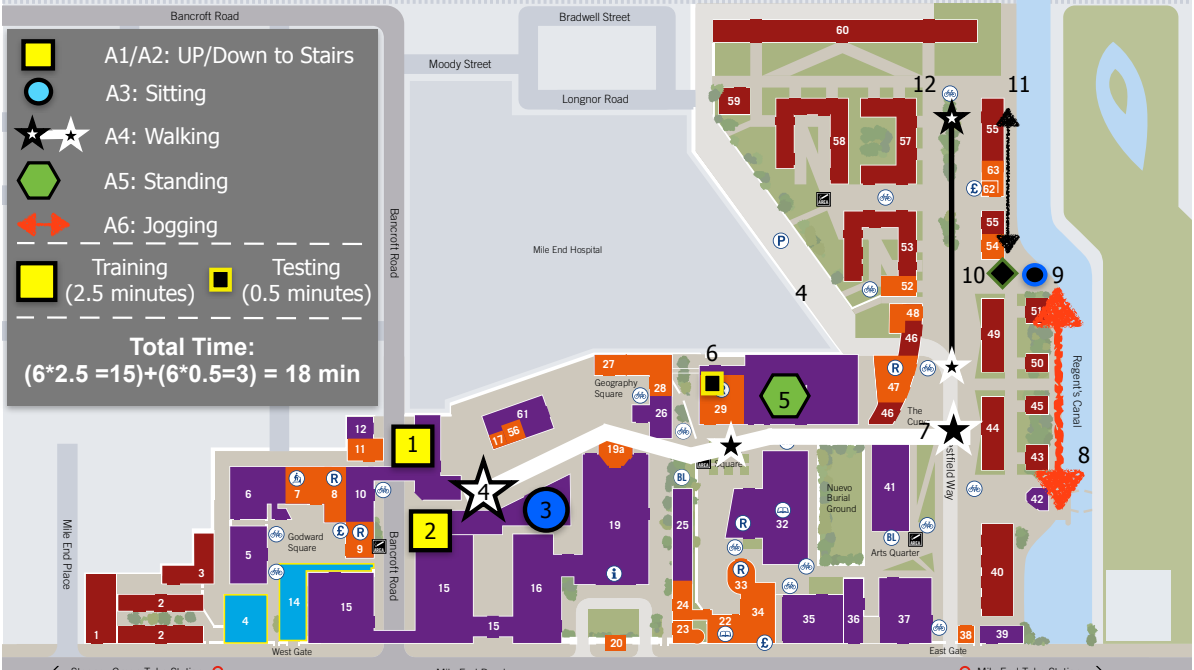 Bancroft Road
Bradwell Street
Moody Street
Longnor Road
A1/A2: UP/Down to Stairs
A3: Sitting
A4: Walking
A5: Standing
A6: Jogging
Training
(2.5 minutes)
Testing
(0.5 minutes)
Total Time:
(6*2.5 =15)+(6*0.5=3) = 18 min
60
12
11
59
58
57
55
63
£
62
55
54
53
52
Bancroft Road
Mile End Hospital
P
4
10
9
48
46
49
51
50
Regent's Canal
6
27
Geography
Square
28
26
R
29
5
R
47
46
The
45
44
43
8
42
61
17
56
12
11
1
7
19a
Square
stfield Way
4
3
2
6
7
R
8
10
£
R
9
Godward
Square
5
BL
25
19
i
R
32
Nuevo
Burial
Ground
41
BL
Arts Quarter
40
Mile End Place
3
2
1
2
4
14
15
Bancroft Road
15
16
15
20
24
23
22
R
33
34
£
35
36
37
38
39
West Gate
East Gate